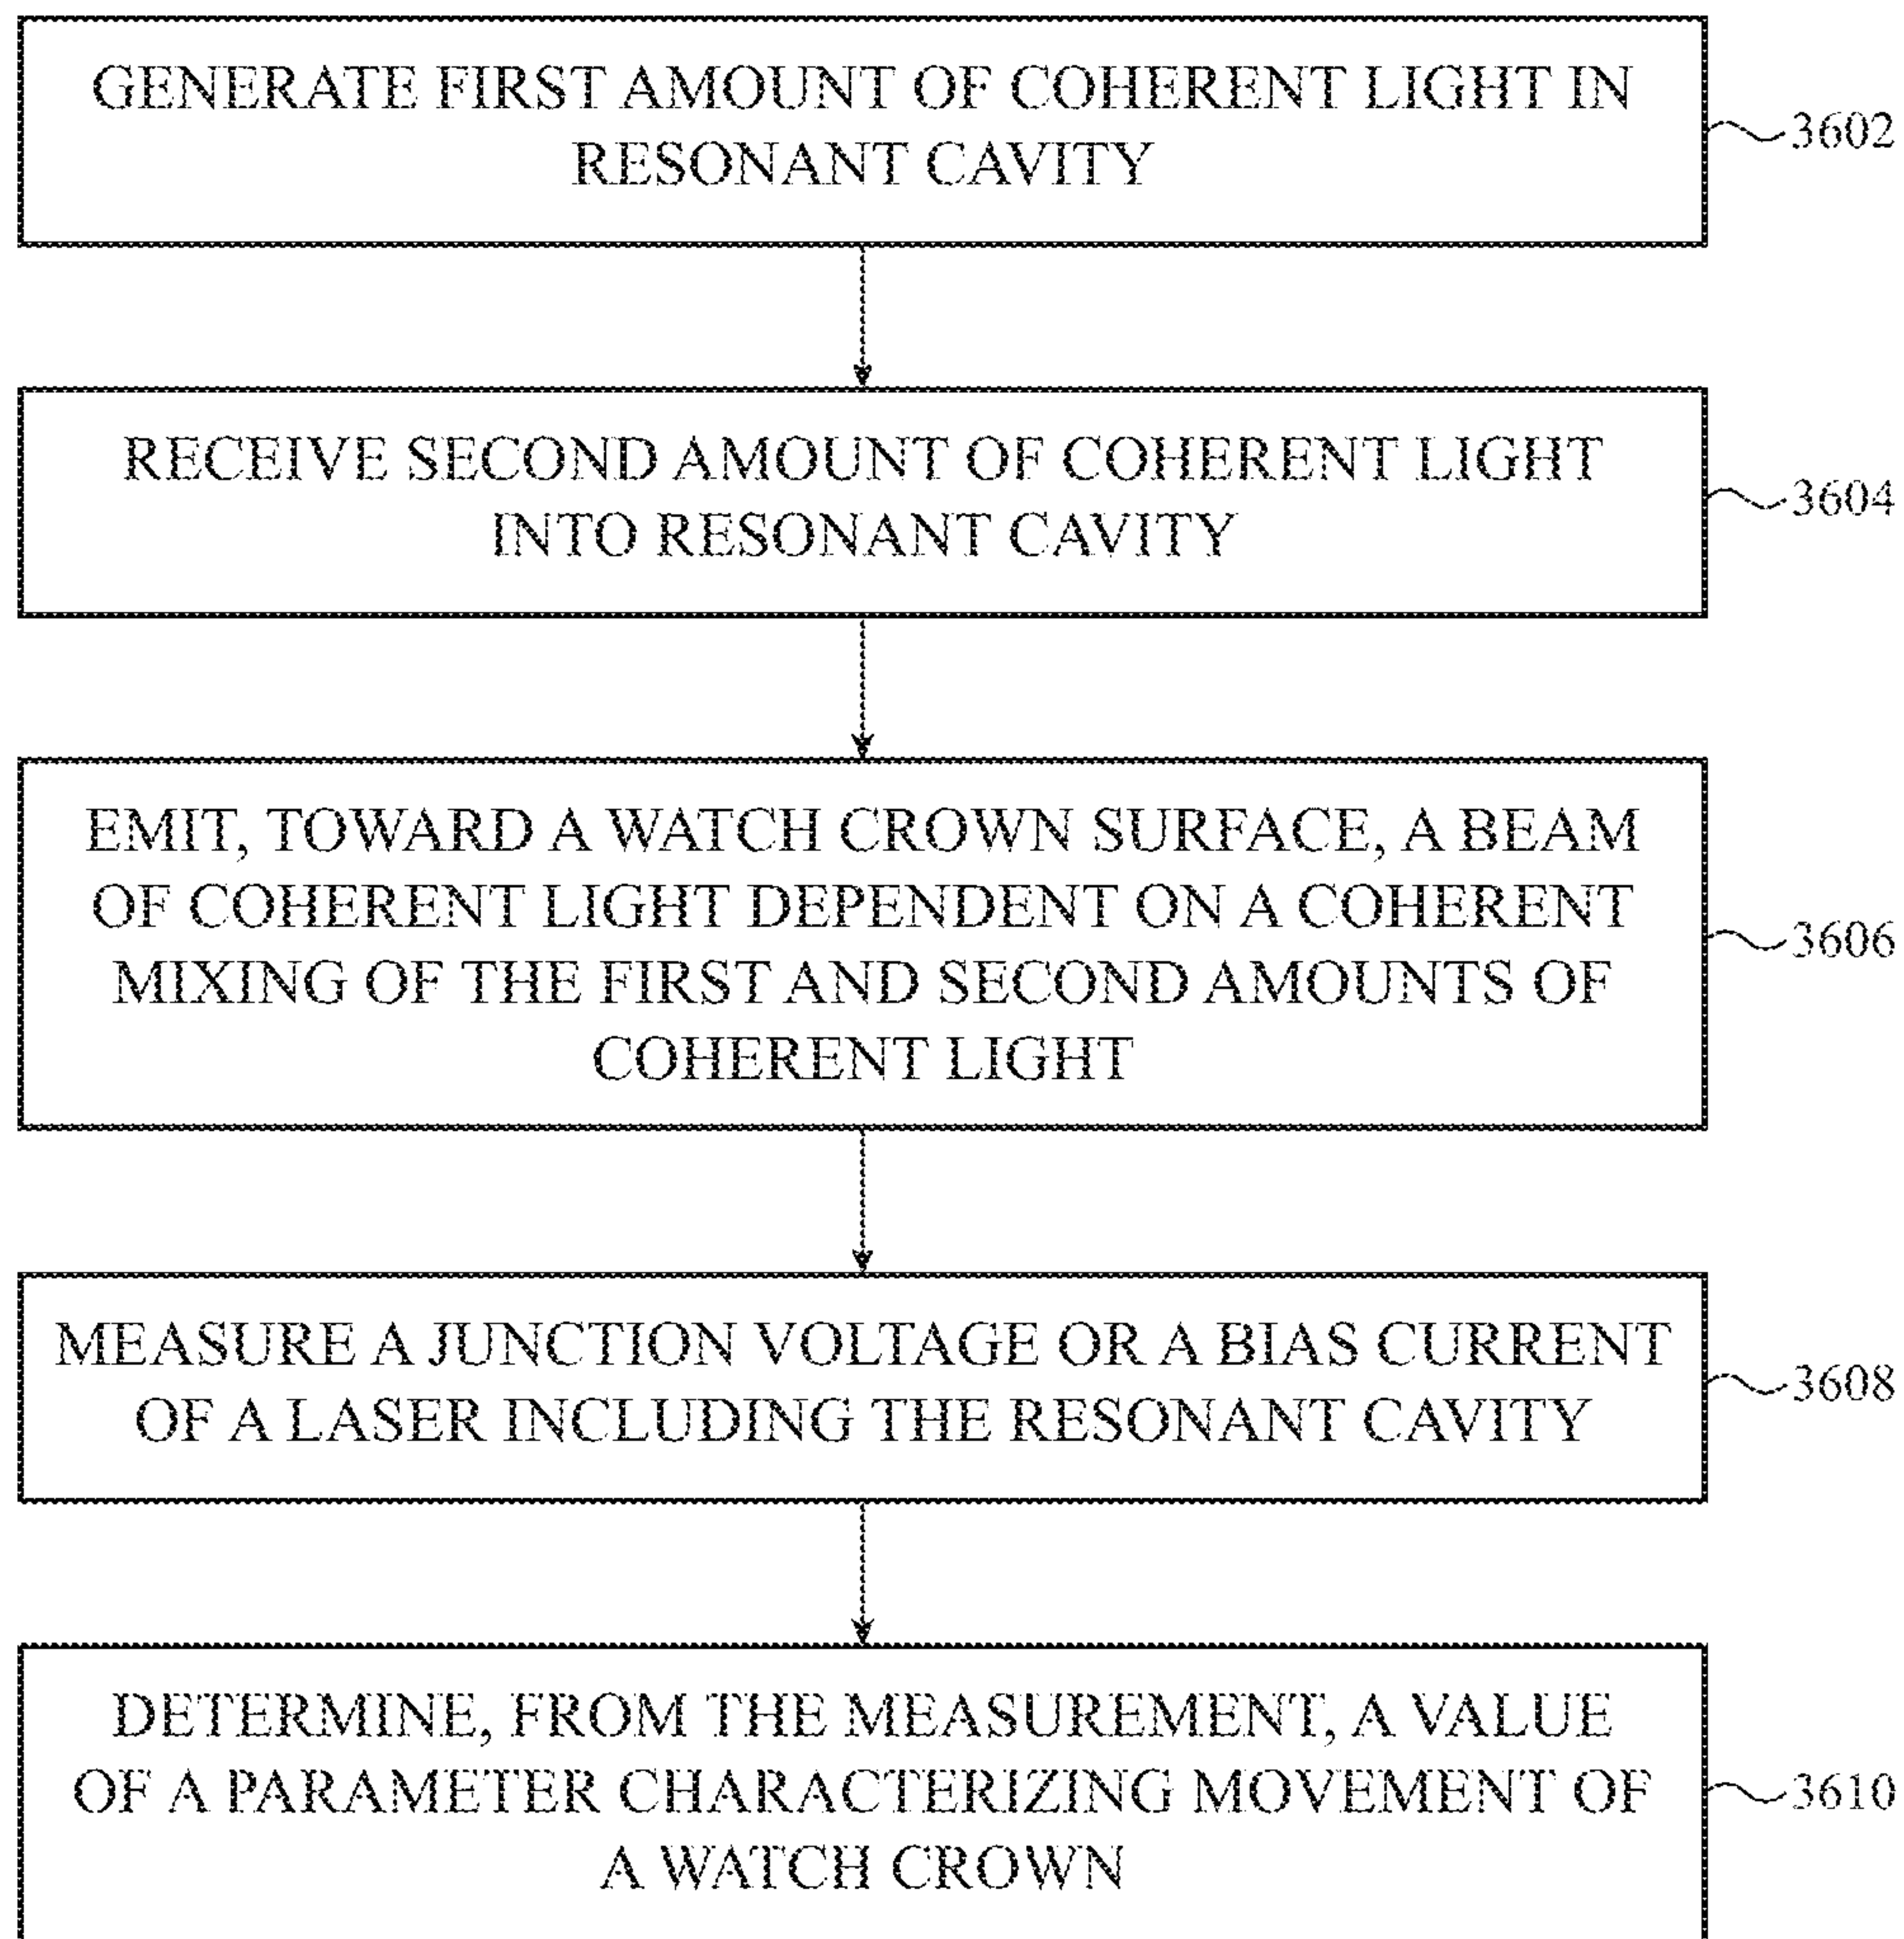 GENERATE FIRST AMOUNT OF COHERENT LIGHT IN
RESONANT CAVITY
3602
RECEIVE SECOND AMOUNT OF COHERENT LIGHT
INTO RESONANT CAVITY
3604
EMIT, TOWARD A WATCH CROWN SURFACE, A BEAM
OF COHERENT LIGHT DEPENDENT ON A COHERENT
MIXING OF THE FIRST AND SECOND AMOUNTS OF
COHERENT LIGHT
3606
MEASURE A JUNCTION VOLTAGE OR A BIAS CURRENT
OF A LASER INCLUDING THE RESONANT CAVITY
3608
DETERMINE, FROM THE MEASUREMENT, A VALUE
OF A PARAMETER CHARACTERIZING MOVEMENT OF
A WATCH CROWN
3610